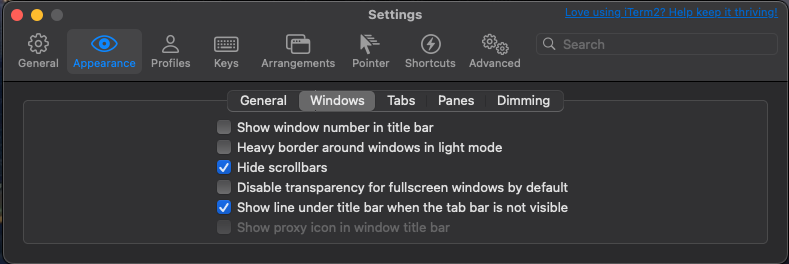 Settings
Love using iTerm2? Help keep it thriving!
General Appearance Profiles Keys Arrangements Pointer Shortcuts Advanced Search
General Windows Tabs Panes Dimming
Show window number in title bar
Heavy border around windows in light mode
Hide scrollbars
Disable transparency for fullscreen windows by default
Show line under title bar when the tab bar is not visible
Show proxy icon in window title bar